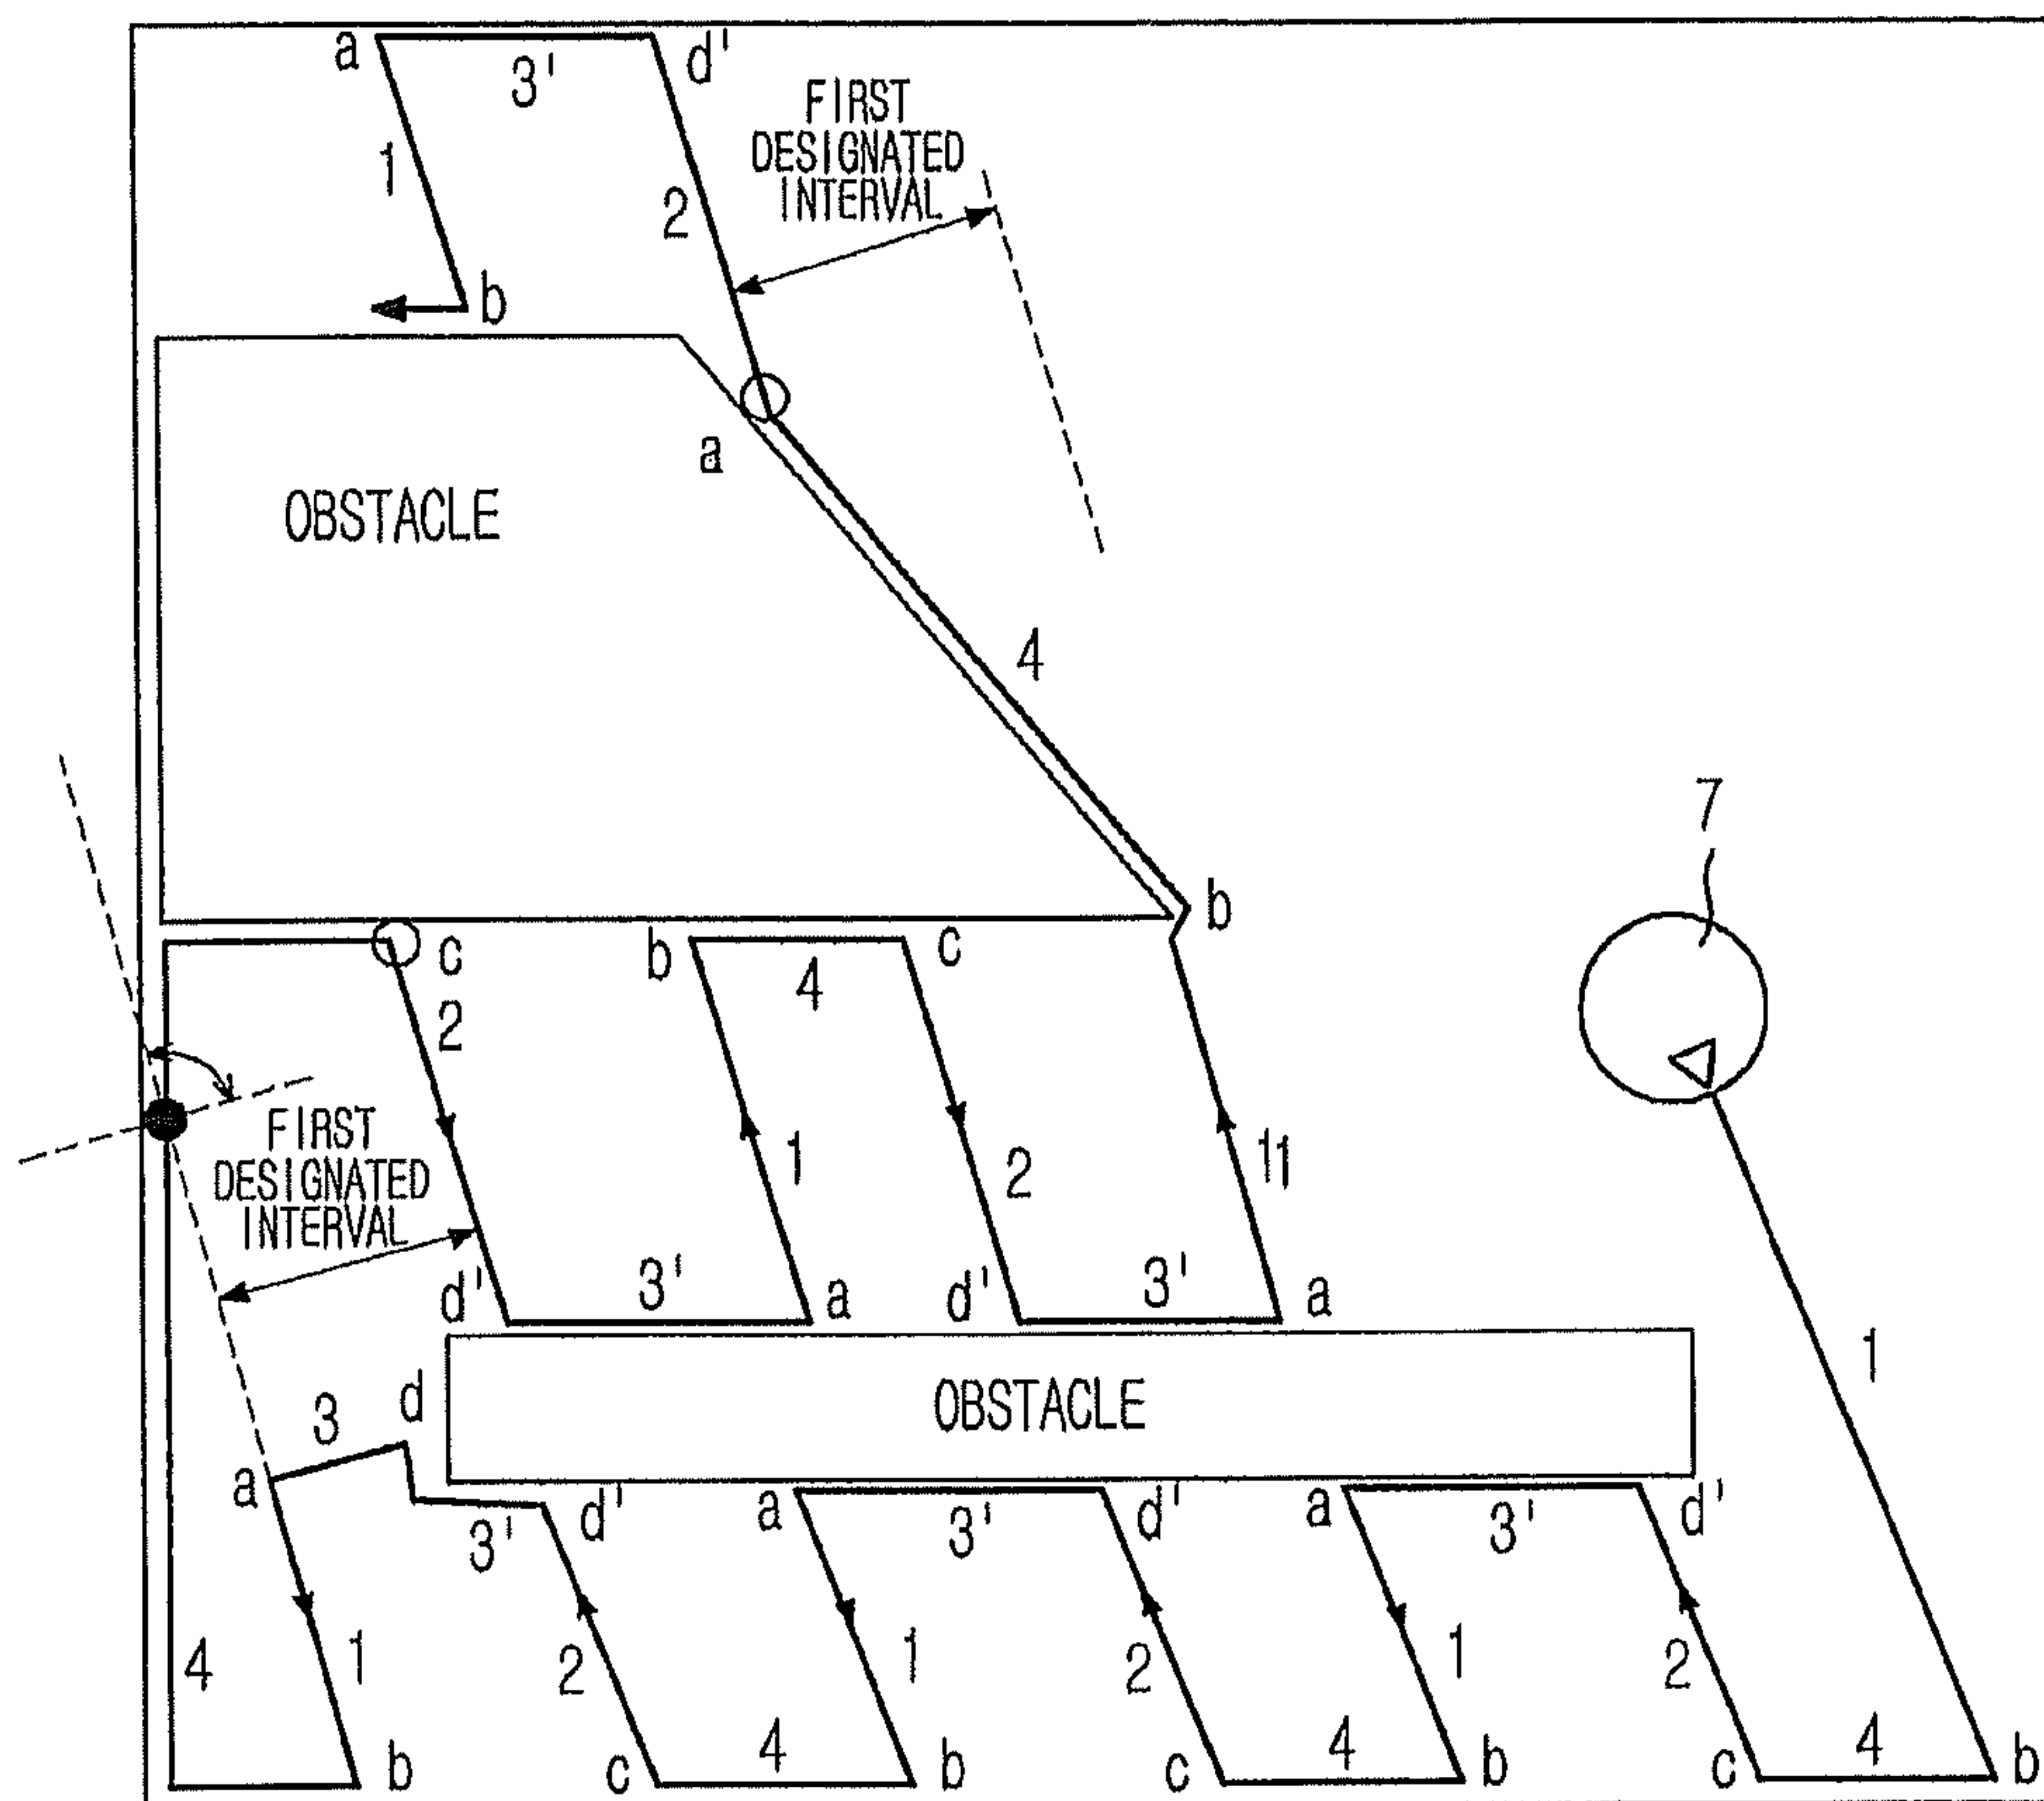 a
3'
d'
FIRST
DESIGNATED
INTERVAL
1
2
b
a
OBSTACLE
4
7
b
c
b
c
2
4
FIRST
DESIGNATED
INTERVAL
1
2
11
d'
3'
a
d'
3'
a
1
d
OBSTACLE
3
a
3'
d'
a
3'
d'
a
3'
d'
4
1
2
1
2
1
2
b
c
4
b
c
4
b
c
4
b